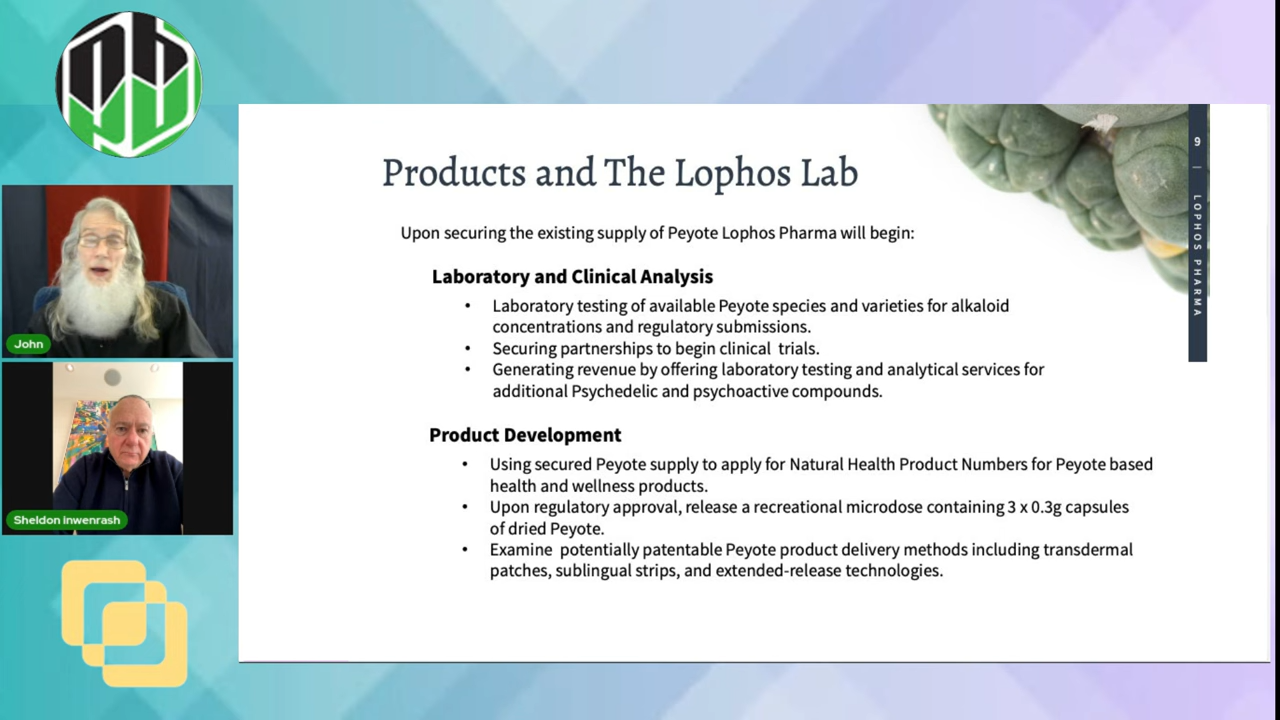 John
Sheldon inwenrash
Products and The Lophos Lab
Upon securing the existing supply of Peyote Lophos Pharma will begin:
Laboratory and Clinical Analysis
• Laboratory testing of available Peyote species and varieties for alkaloid
concentrations and regulatory submissions.
• Securing partnerships to begin clinical trials.
• Generating revenue by offering laboratory testing and analytical services for
additional Psychedelic and psychoactive compounds.
Product Development
• Using secured Peyote supply to apply for Natural Health Product Numbers for Peyote based
health and wellness products.
• Upon regulatory approval, release a recreational microdose containing 3 x 0.3g capsules
of dried Peyote.
• Examine potentially patentable Peyote product delivery methods including transdermal
patches, sublingual strips, and extended-release technologies.
9 | LOPHOS PHARMA